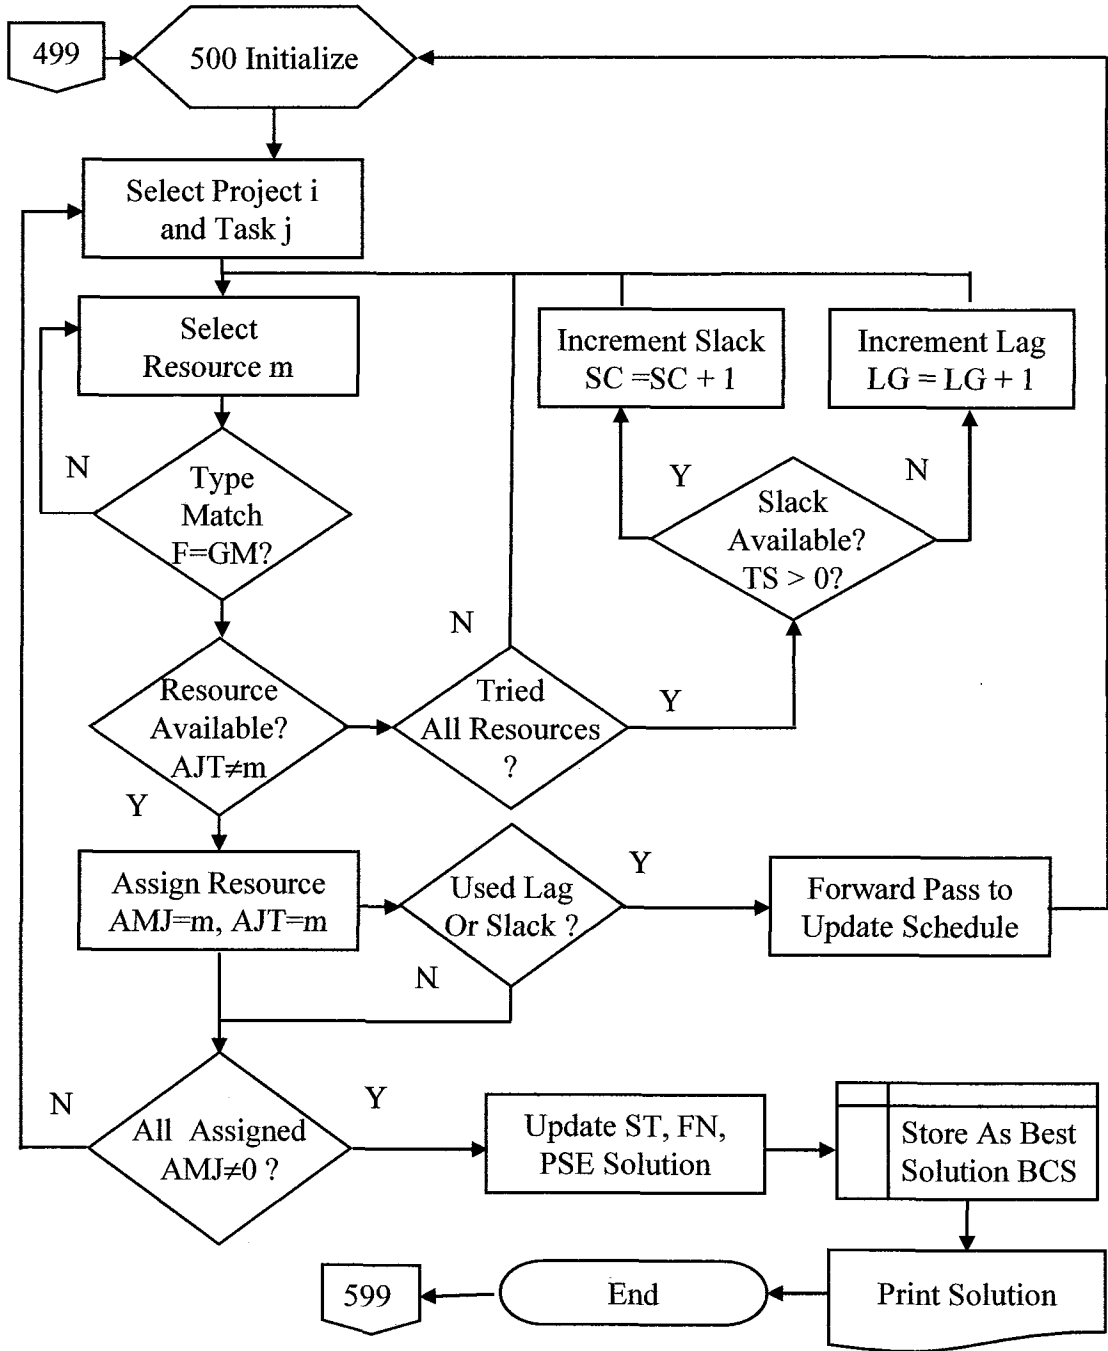 499
500 Initialize
Select Project i
and Task j
Select
Resource m
Increment Slack
SC =SC + 1
Increment Lag
LG = LG + 1
N
Type
Match
F=GM?
Y
N
Slack
Available?
TS > 0?
N
Resource
Available?
AJT≠m
Tried
All Resources
?
Y
Y
Assign Resource
AMJ=m, AJT=m
Used Lag
Or Slack ?
Y
Forward Pass to
Update Schedule
N
N
All Assigned
AMJ≠0 ?
Y
Update ST, FN,
PSE Solution
Store As Best
Solution BCS
599
End
Print Solution